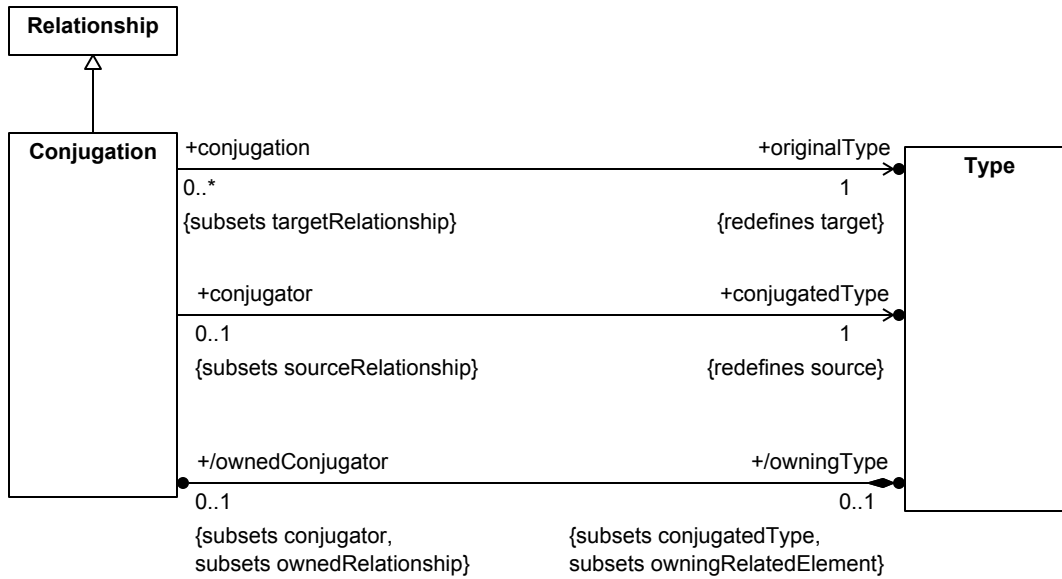 Relationship
Conjugation
Type
+conjugation
+originalType
0..*
1
{subsets targetRelationship}
{redefines target}
+conjugator
+conjugatedType
0..1
1
{subsets sourceRelationship}
{redefines source}
+/ownedConjugator
+/owningType
0..1
0..1
{subsets conjugator,
subsets ownedRelationship}
{subsets conjugatedType,
subsets owningRelatedElement}